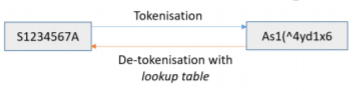 Tokenisation
S1234567A
As1(^4yd1x6
De-tokenisation with
lookup table